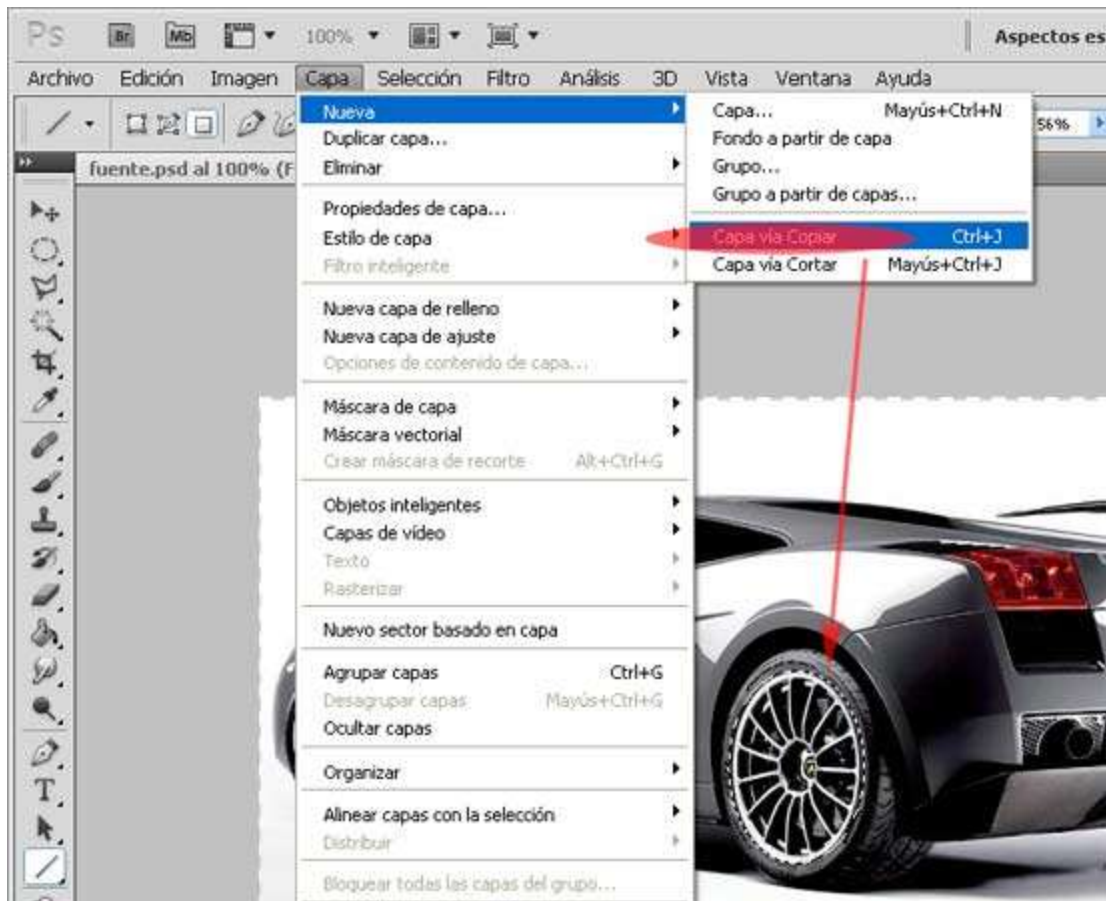 Ps Br Mb 100% Aspectos es
Archivo Edición Imagen Capa Selección Filtro Análisis 3D Vista Ventana Ayuda
56%
fuente.psd al 100% (F
Nueva
Duplicar capa...
Eliminar
Propiedades de capa...
Estilo de capa
Filtro inteligente
Nueva capa de relleno
Nueva capa de ajuste
Opciones de contenido de capa...
Máscara de capa
Máscara vectorial
Crear máscara de recorte Alt+Ctrl+G
Objetos inteligentes
Capas de vídeo
Texto
Rasterizar
Nuevo sector basado en capa
Agrupar capas Ctrl+G
Desagrupar capas Mayús+Ctrl+G
Ocultar capas
Organizar
Alinear capas con la selección
Distribuir
Bloquear todas las capas del grupo...
Capa... Mayús+Ctrl+N
Fondo a partir de capa
Grupo...
Grupo a partir de capas...
Capa vía Copiar Ctrl+J
Capa vía Cortar Mayús+Ctrl+J
T